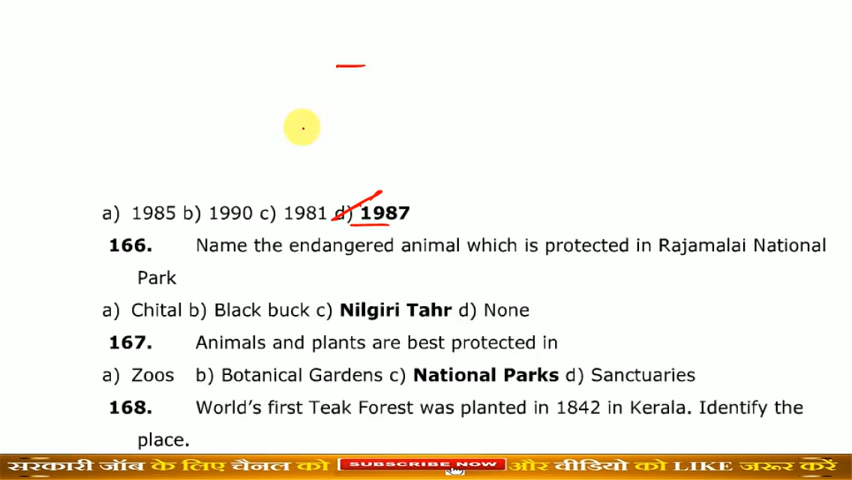 a) 1985 b) 1990 c) 1981 d) 1987
166. Name the endangered animal which is protected in Rajamalai National
Park
a) Chital b) Black buck c) Nilgiri Tahr d) None
167. Animals and plants are best protected in
a) Zoos b) Botanical Gardens c) National Parks d) Sanctuaries
168. World's first Teak Forest was planted in 1842 in Kerala. Identify the
place.
सरकारी जॉब के लिए चैनल को SUBSCRIBE NOW और वीडियो को LIKE जरूर करें